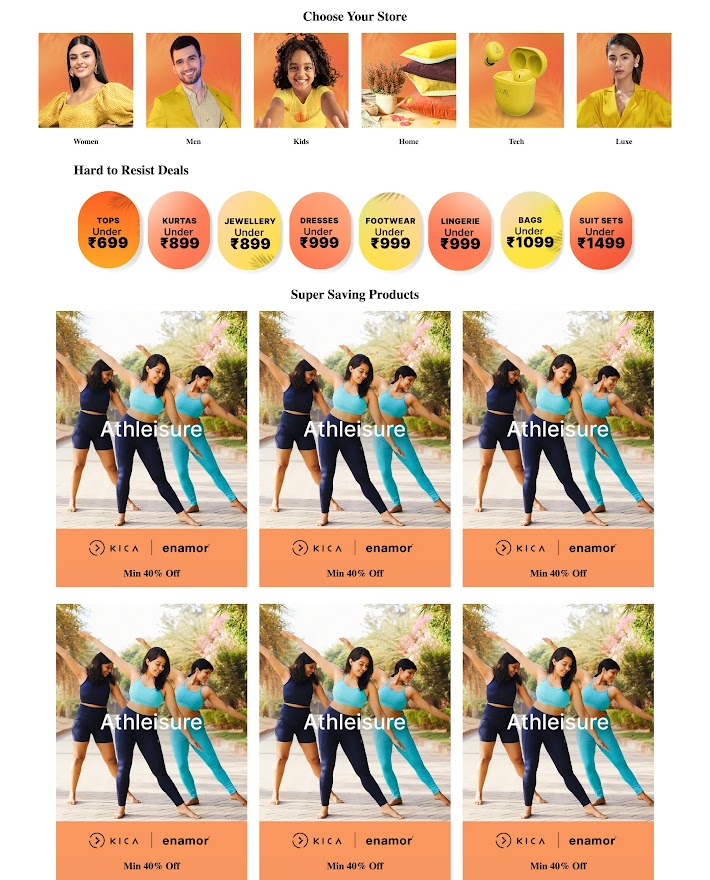 Choose Your Store
Women Men Kids Home Tech Luxe
Hard to Resist Deals
TOPS
Under
₹699
KURTAS
Under
₹899
JEWELLERY
Under
₹899
DRESSES
Under
₹999
FOOTWEAR
Under
₹999
LINGERIE
Under
₹999
BAGS
Under
₹1099
SUIT SETS
Under
₹1499
Super Saving Products
Athleisure
KICA | enamor
Min 40% Off
Athleisure
KICA | enamor
Min 40% Off
Athleisure
KICA | enamor
Min 40% Off
Athleisure
KICA | enamor
Min 40% Off
Athleisure
KICA | enamor
Min 40% Off
Athleisure
KICA | enamor
Min 40% Off